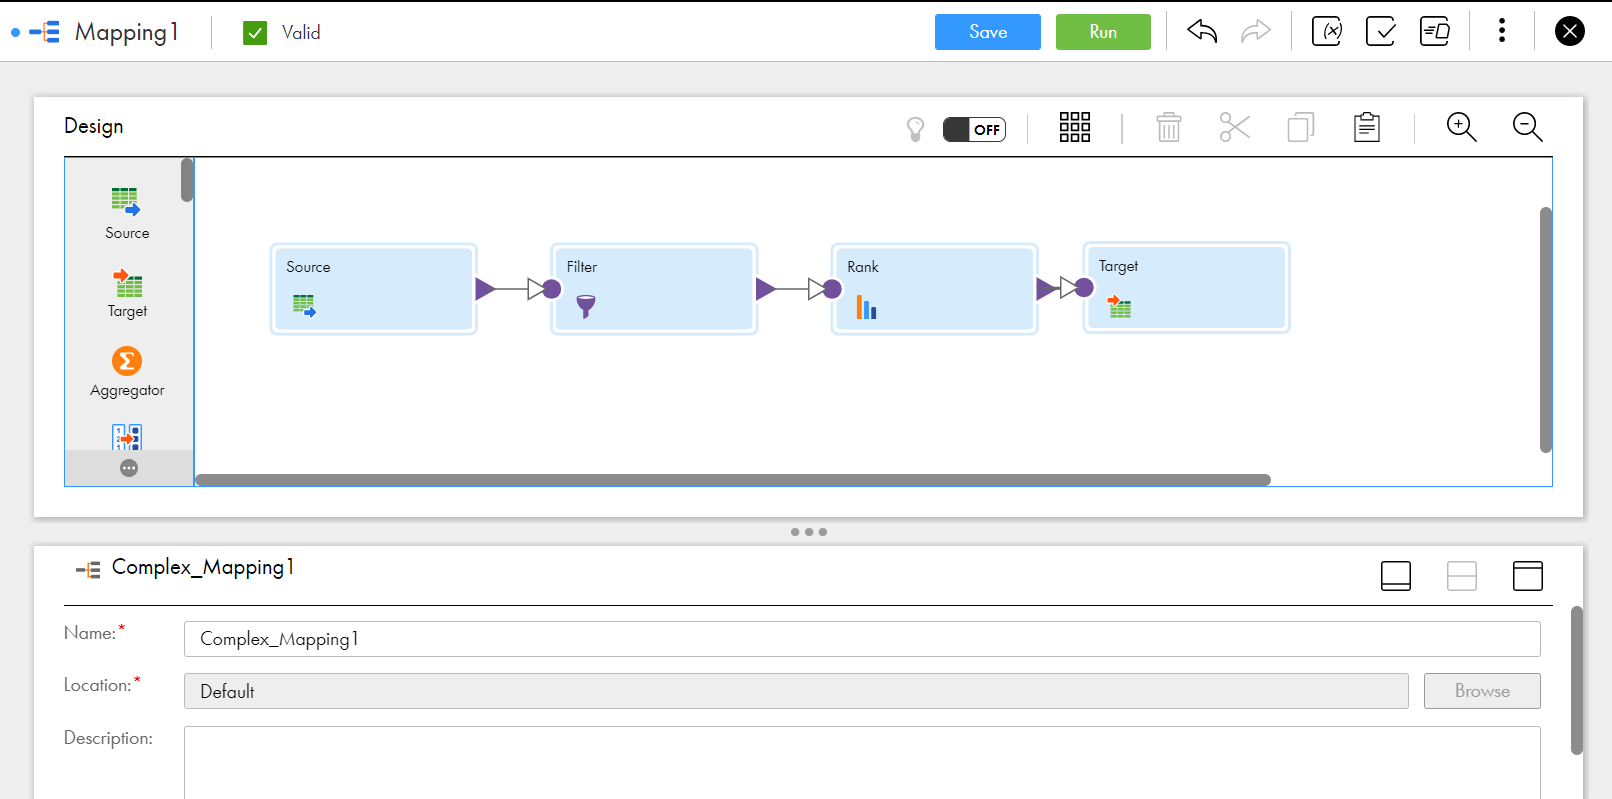 Mapping1
Valid
Save
Run
(x)
Design
OFF
Source
Target
Σ
Aggregator
Source
Filter
Rank
Target
Complex_Mapping1
Name:*
Complex_Mapping1
Location:*
Default
Browse
Description: